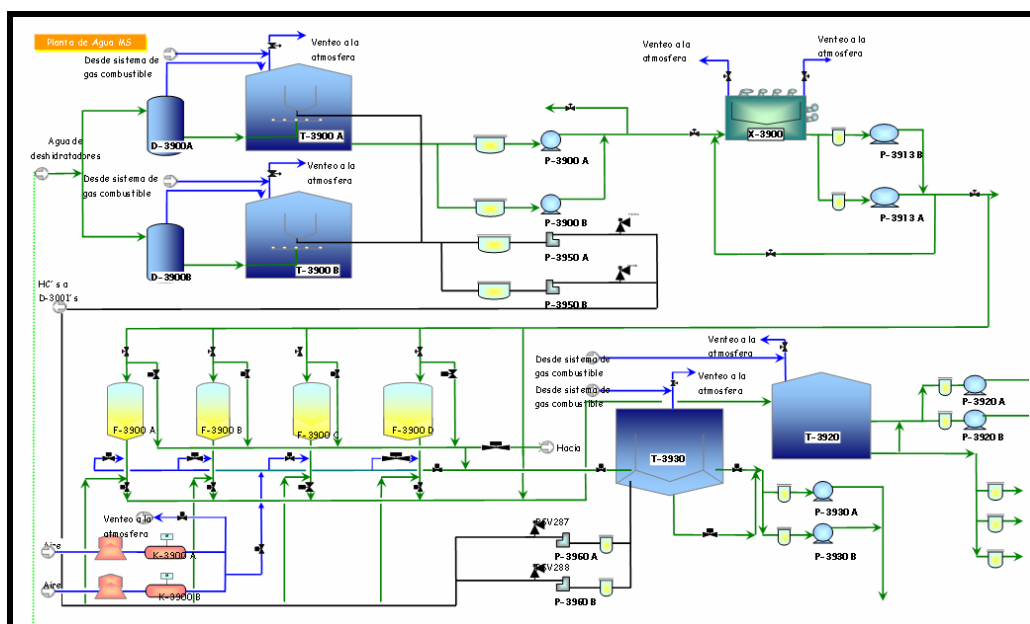 Planta de Agua MS
Desde sistema de
gas combustible
Venteo a la
atmosfera
Venteo a la
atmosfera
Venteo a la
atmosfera
D-3900A
T-3900 A
X-3900
P-3900 A
P-3913 B
Agua de
deshidratadores
Desde sistema de
gas combustible
Venteo a la
atmosfera
P-3913 A
P-3900 B
D-3900B
T-3900 B
P-3950 A
HC's a
D-3001's
P-3950 B
Desde sistema de
gas combustible
Venteo a la
atmosfera
Desde sistema de
gas combustible
Venteo a la
atmosfera
P-3920 A
F-3900 A
F-3900 B
F-3900 C
F-3900 D
T-3920
P-3920 B
Hacia
T-3930
Venteo a la
atmosfera
PSV287
P-3930 A
Aire
K-3900 A
P-3960 A
P-3930 B
PSV288
Aire
K-3900 B
P-3960 B